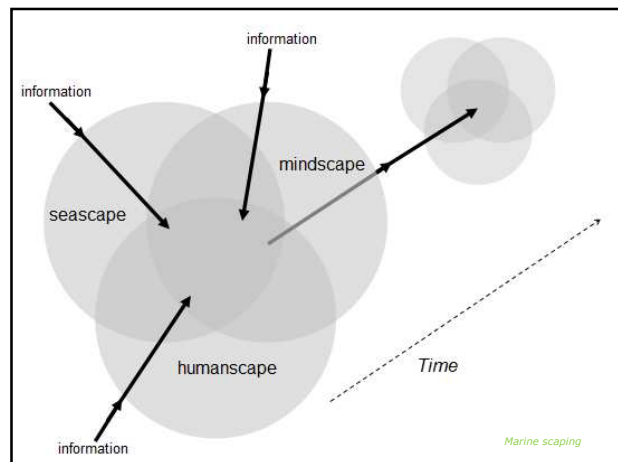 information
information
mindscape
seascape
humanscape
Time
information
Marine scaping